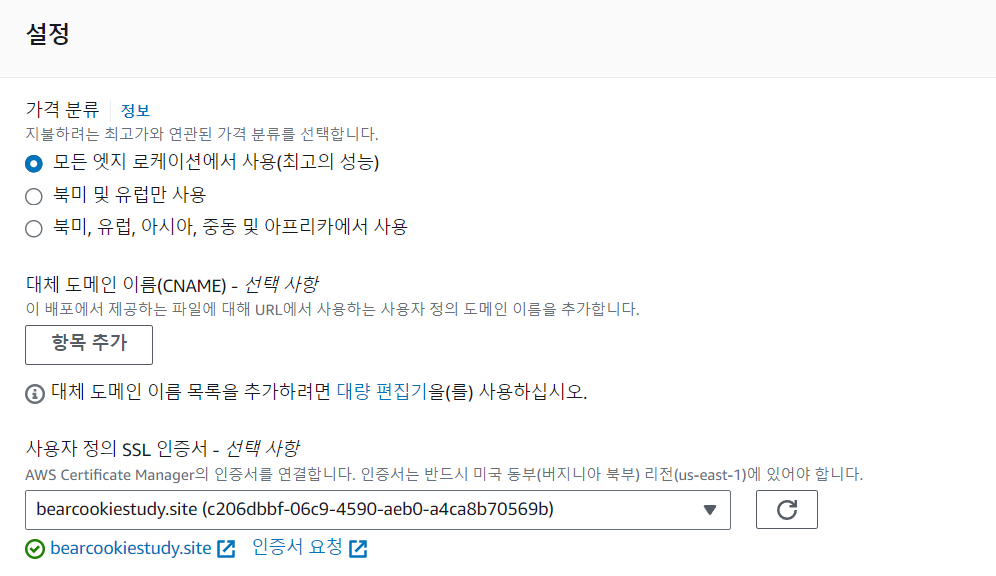 설정
가격 분류 정보
지불하려는 최고가와 연관된 가격 분류를 선택합니다.
모든 엣지 로케이션에서 사용(최고의 성능)
북미 및 유럽만 사용
북미, 유럽, 아시아, 중동 및 아프리카에서 사용
대체 도메인 이름(CNAME) - 선택 사항
이 배포에서 제공하는 파일에 대해 URL에서 사용하는 사용자 정의 도메인 이름을 추가합니다.
항목 추가
대체 도메인 이름 목록을 추가하려면 대량 편집기을(를) 사용하십시오.
사용자 정의 SSL 인증서 - 선택 사항
AWS Certificate Manager의 인증서를 연결합니다. 인증서는 반드시 미국 동부(버지니아 북부) 리전(us-east-1)에 있어야 합니다.
bearcookiestudy.site (c206dbbf-06c9-4590-aeb0-a4ca8b70569b)
bearcookiestudy.site 인증서 요청